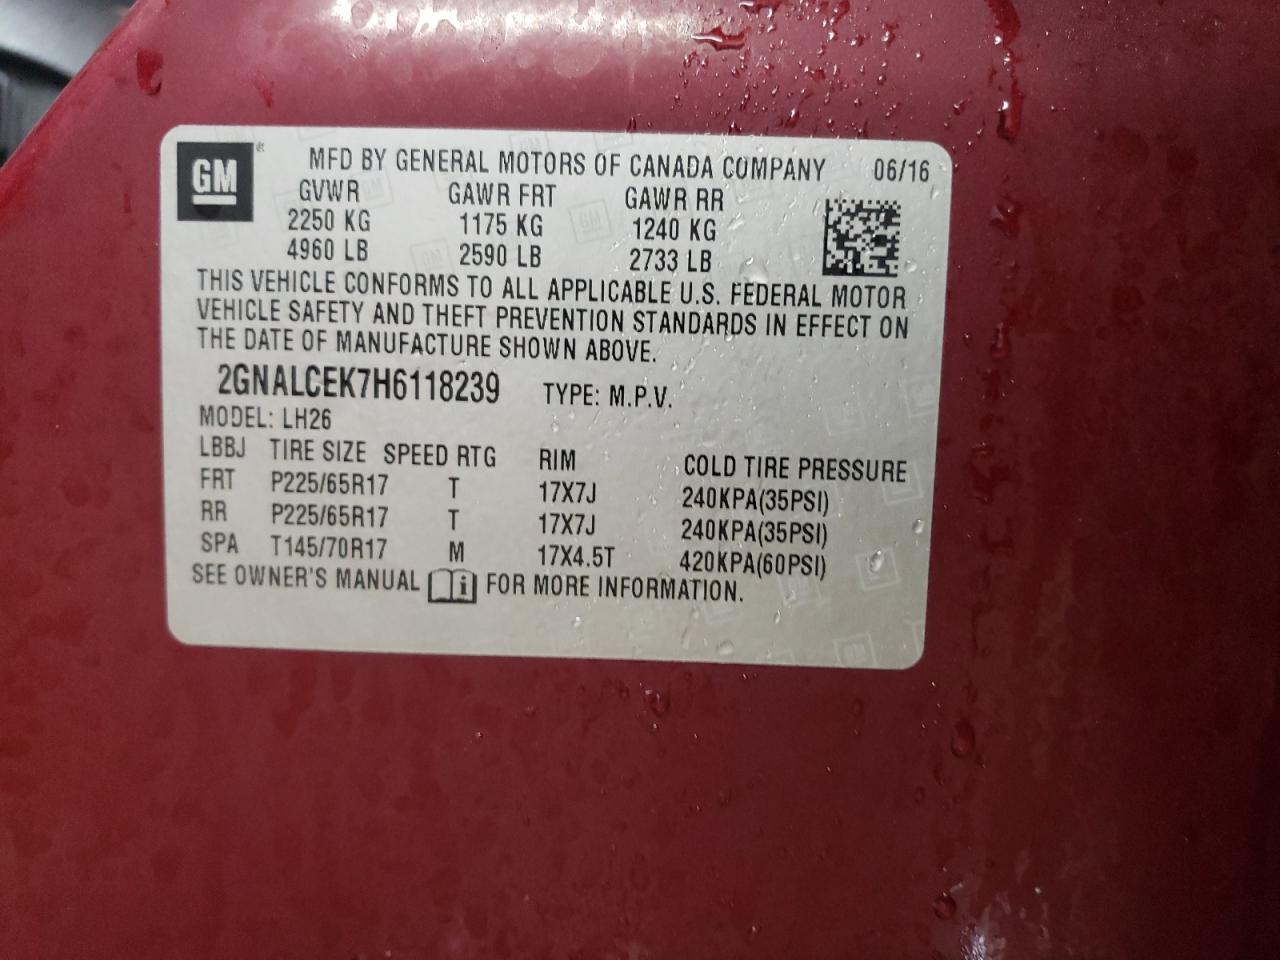 GM
MFD BY GENERAL MOTORS OF CANADA COMPANY 06/16
GVWR GAWR FRT GAWR RR
2250 KG 1175 KG 1240 KG
4960 LB 2590 LB 2733 LB
THIS VEHICLE CONFORMS TO ALL APPLICABLE U.S. FEDERAL MOTOR
VEHICLE SAFETY AND THEFT PREVENTION STANDARDS IN EFFECT ON
THE DATE OF MANUFACTURE SHOWN ABOVE.
2GNALCEK7H6118239 TYPE: M.P.V.
MODEL: LH26
LBBJ TIRE SIZE SPEED RTG RIM COLD TIRE PRESSURE
FRT P225/65R17 T 17X7J 240KPA(35PSI)
RR P225/65R17 T 17X7J 240KPA(35PSI)
SPA T145/70R17 M 17X4.5T 420KPA(60PSI)
SEE OWNER'S MANUAL i FOR MORE INFORMATION.